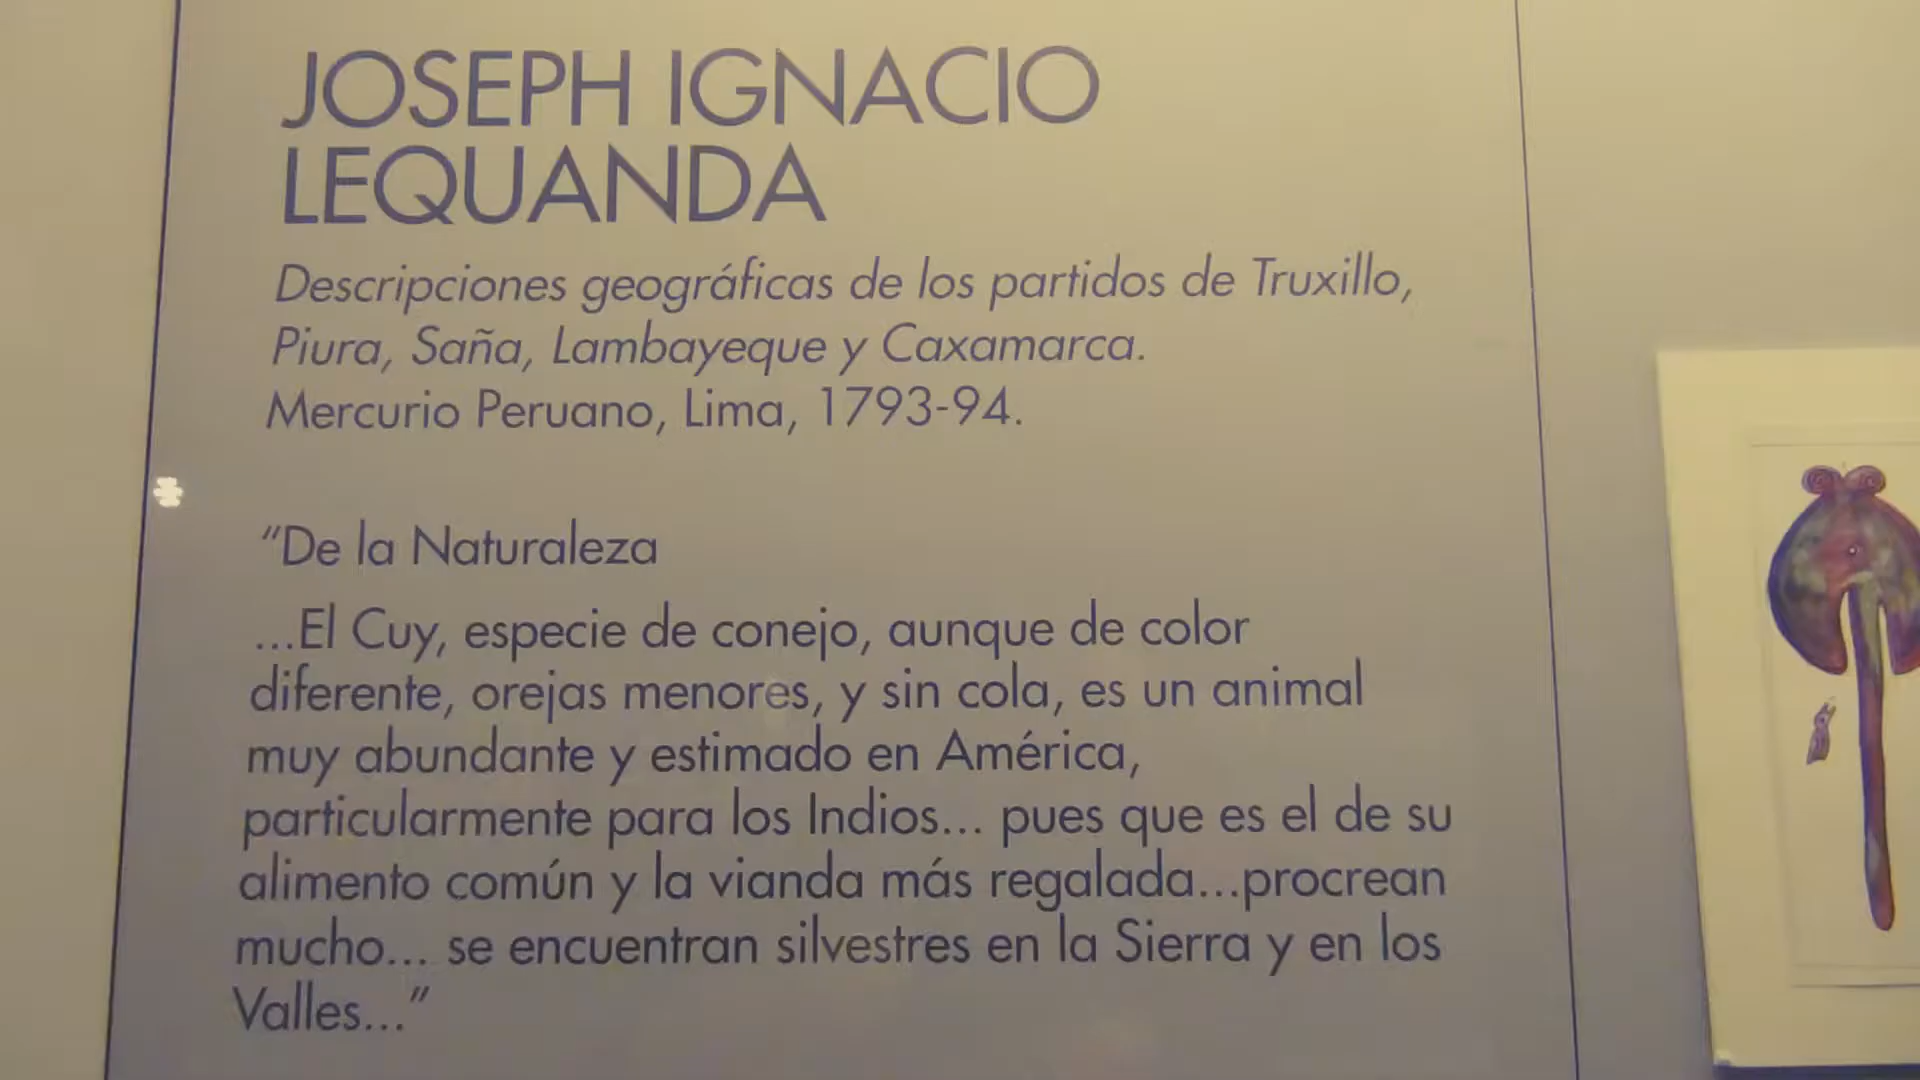 JOSEPH IGNACIO
LEQUANDA
Descripciones geográficas de los partidos de Truxillo,
Piura, Saña, Lambayeque y Caxamarca.
Mercurio Peruano, Lima, 1793-94.
“De la Naturaleza
...El Cuy, especie de conejo, aunque de color
diferente, orejas menores, y sin cola, es un animal
muy abundante y estimado en América,
particularmente para los Indios... pues que es el de su
alimento común y la vianda más regalada...procrean
mucho... se encuentran silvestres en la Sierra y en los
Valles...”